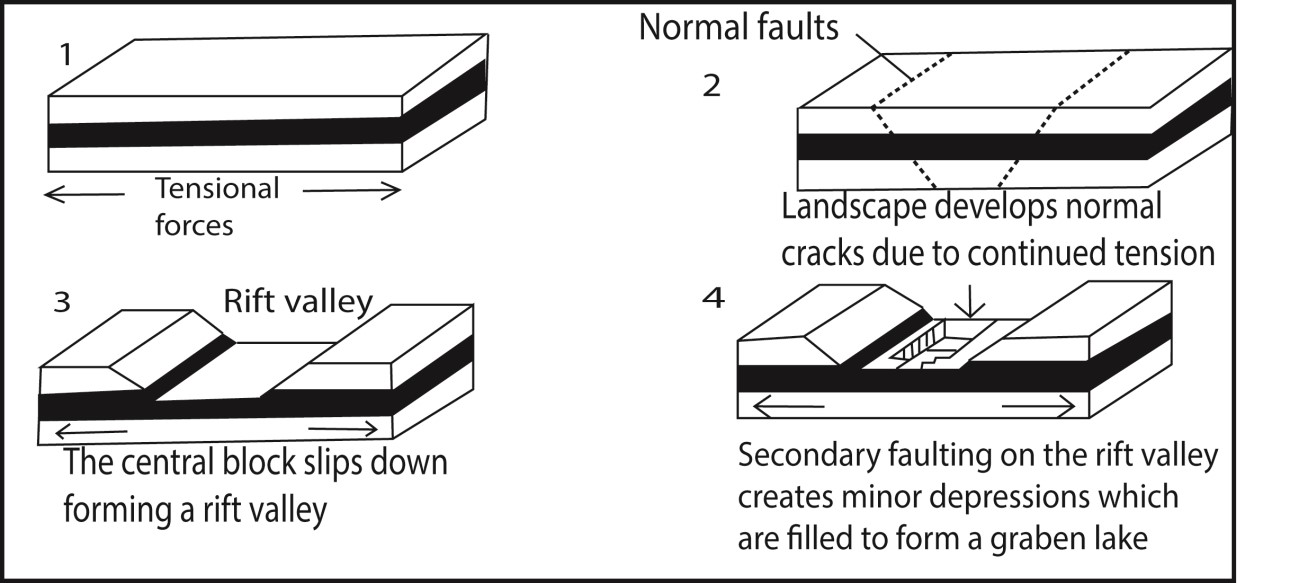 1
Tensional
forces
Normal faults
2
Landscape develops normal
cracks due to continued tension
3
Rift valley
The central block slips down
forming a rift valley
4
Secondary faulting on the rift valley
creates minor depressions which
are filled to form a graben lake